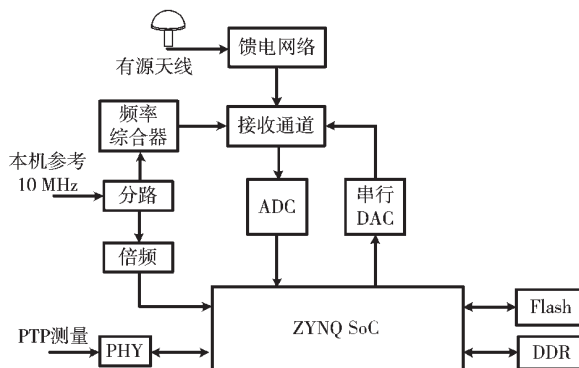 有源天线
馈电网络
频率
综合器
接收通道
本机参考
10 MHz
分路
ADC
串行
DAC
倍频
ZYNQ SoC
Flash
PTP测量
PHY
DDR